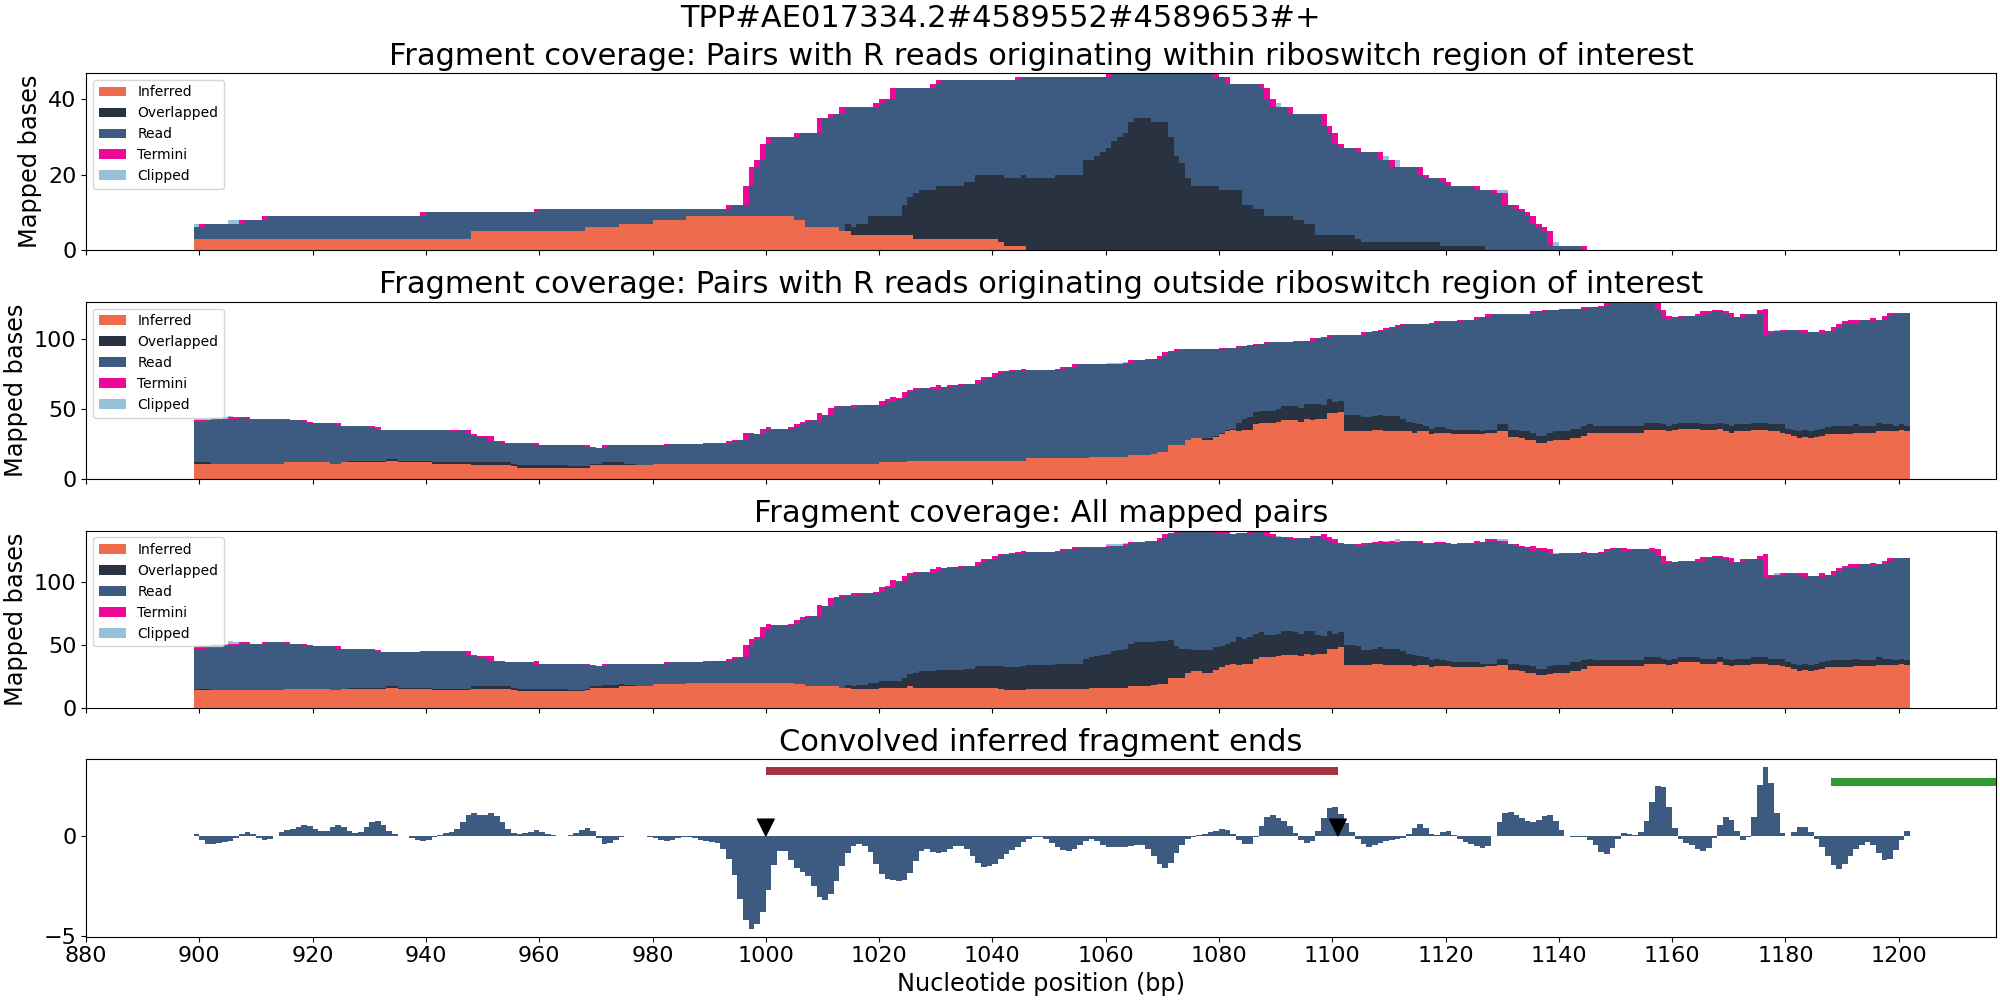 TPP#AE017334.2#4589552#4589653#+
Fragment coverage: Pairs with R reads originating within riboswitch region of interest
Mapped bases
40
20
0
Inferred
Overlapped
Read
Termini
Clipped
Fragment coverage: Pairs with R reads originating outside riboswitch region of interest
Mapped bases
100
50
0
Inferred
Overlapped
Read
Termini
Clipped
Fragment coverage: All mapped pairs
Mapped bases
100
50
0
Inferred
Overlapped
Read
Termini
Clipped
Convolved inferred fragment ends
0
−5
880 900 920 940 960 980 1000 1020 1040 1060 1080 1100 1120 1140 1160 1180 1200
Nucleotide position (bp)